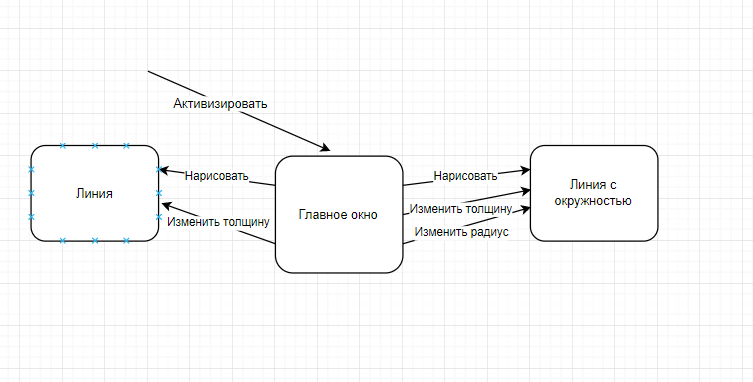 Активизировать
Линия
Нарисовать
Изменить толщину
Главное окно
Нарисовать
Изменить толщину
Изменить радиус
Линия с
окружностью